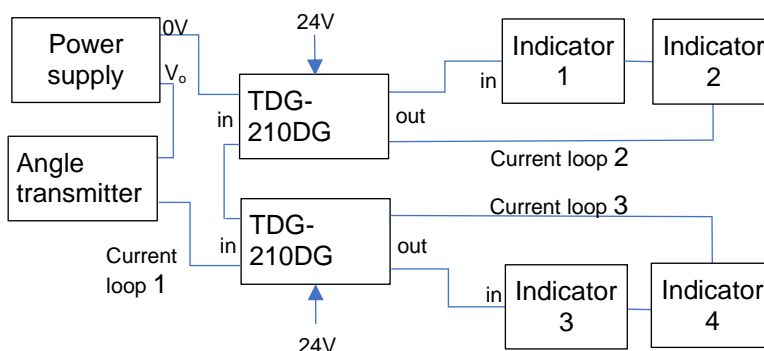 Power
supply
0V
Vₒ
24V
TDG-
210DG
in
out
in
Indicator
1
Indicator
2
Current loop 2
Angle
transmitter
Current
loop 1
TDG-
210DG
in
out
Current loop 3
in
Indicator
3
Indicator
4
24V